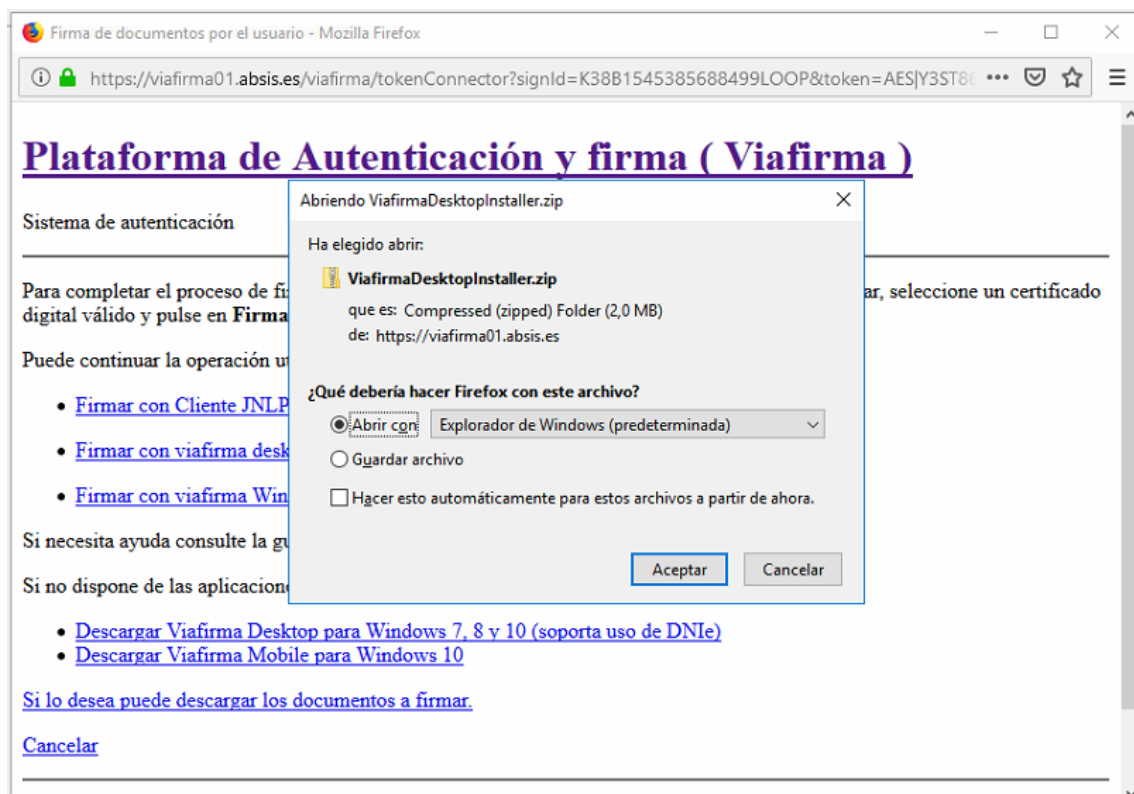 Firma de documentos por el usuario - Mozilla Firefox
https://viafirma01.absis.es/viafirma/tokenConnector?signId=K38B1545385688499LOOP&token=AES|Y3ST86
Plataforma de Autenticación y firma ( Viafirma )
Abriendo ViafirmaDesktopInstaller.zip
Sistema de autenticación
Ha elegido abrir:
ViafirmaDesktopInstaller.zip
que es: Compressed (zipped) Folder (2,0 MB)
de: https://viafirma01.absis.es
Para completar el proceso de ar, seleccione un certificado
digital válido y pulse en Firma
Puede continuar la operación
¿Qué debería hacer Firefox con este archivo?
Abrir con Explorador de Windows (predeterminada)
Guardar archivo
Hacer esto automáticamente para estos archivos a partir de ahora.
Aceptar Cancelar
Firmar con Cliente JNLP
Firmar con viafirma desk
Firmar con viafirma Win
Si necesita ayuda consulte la
Si no dispone de las aplicacion
Descargar Viafirma Desktop para Windows 7, 8 y 10 (soporta uso de DNIe)
Descargar Viafirma Mobile para Windows 10
Si lo desea puede descargar los documentos a firmar.
Cancelar